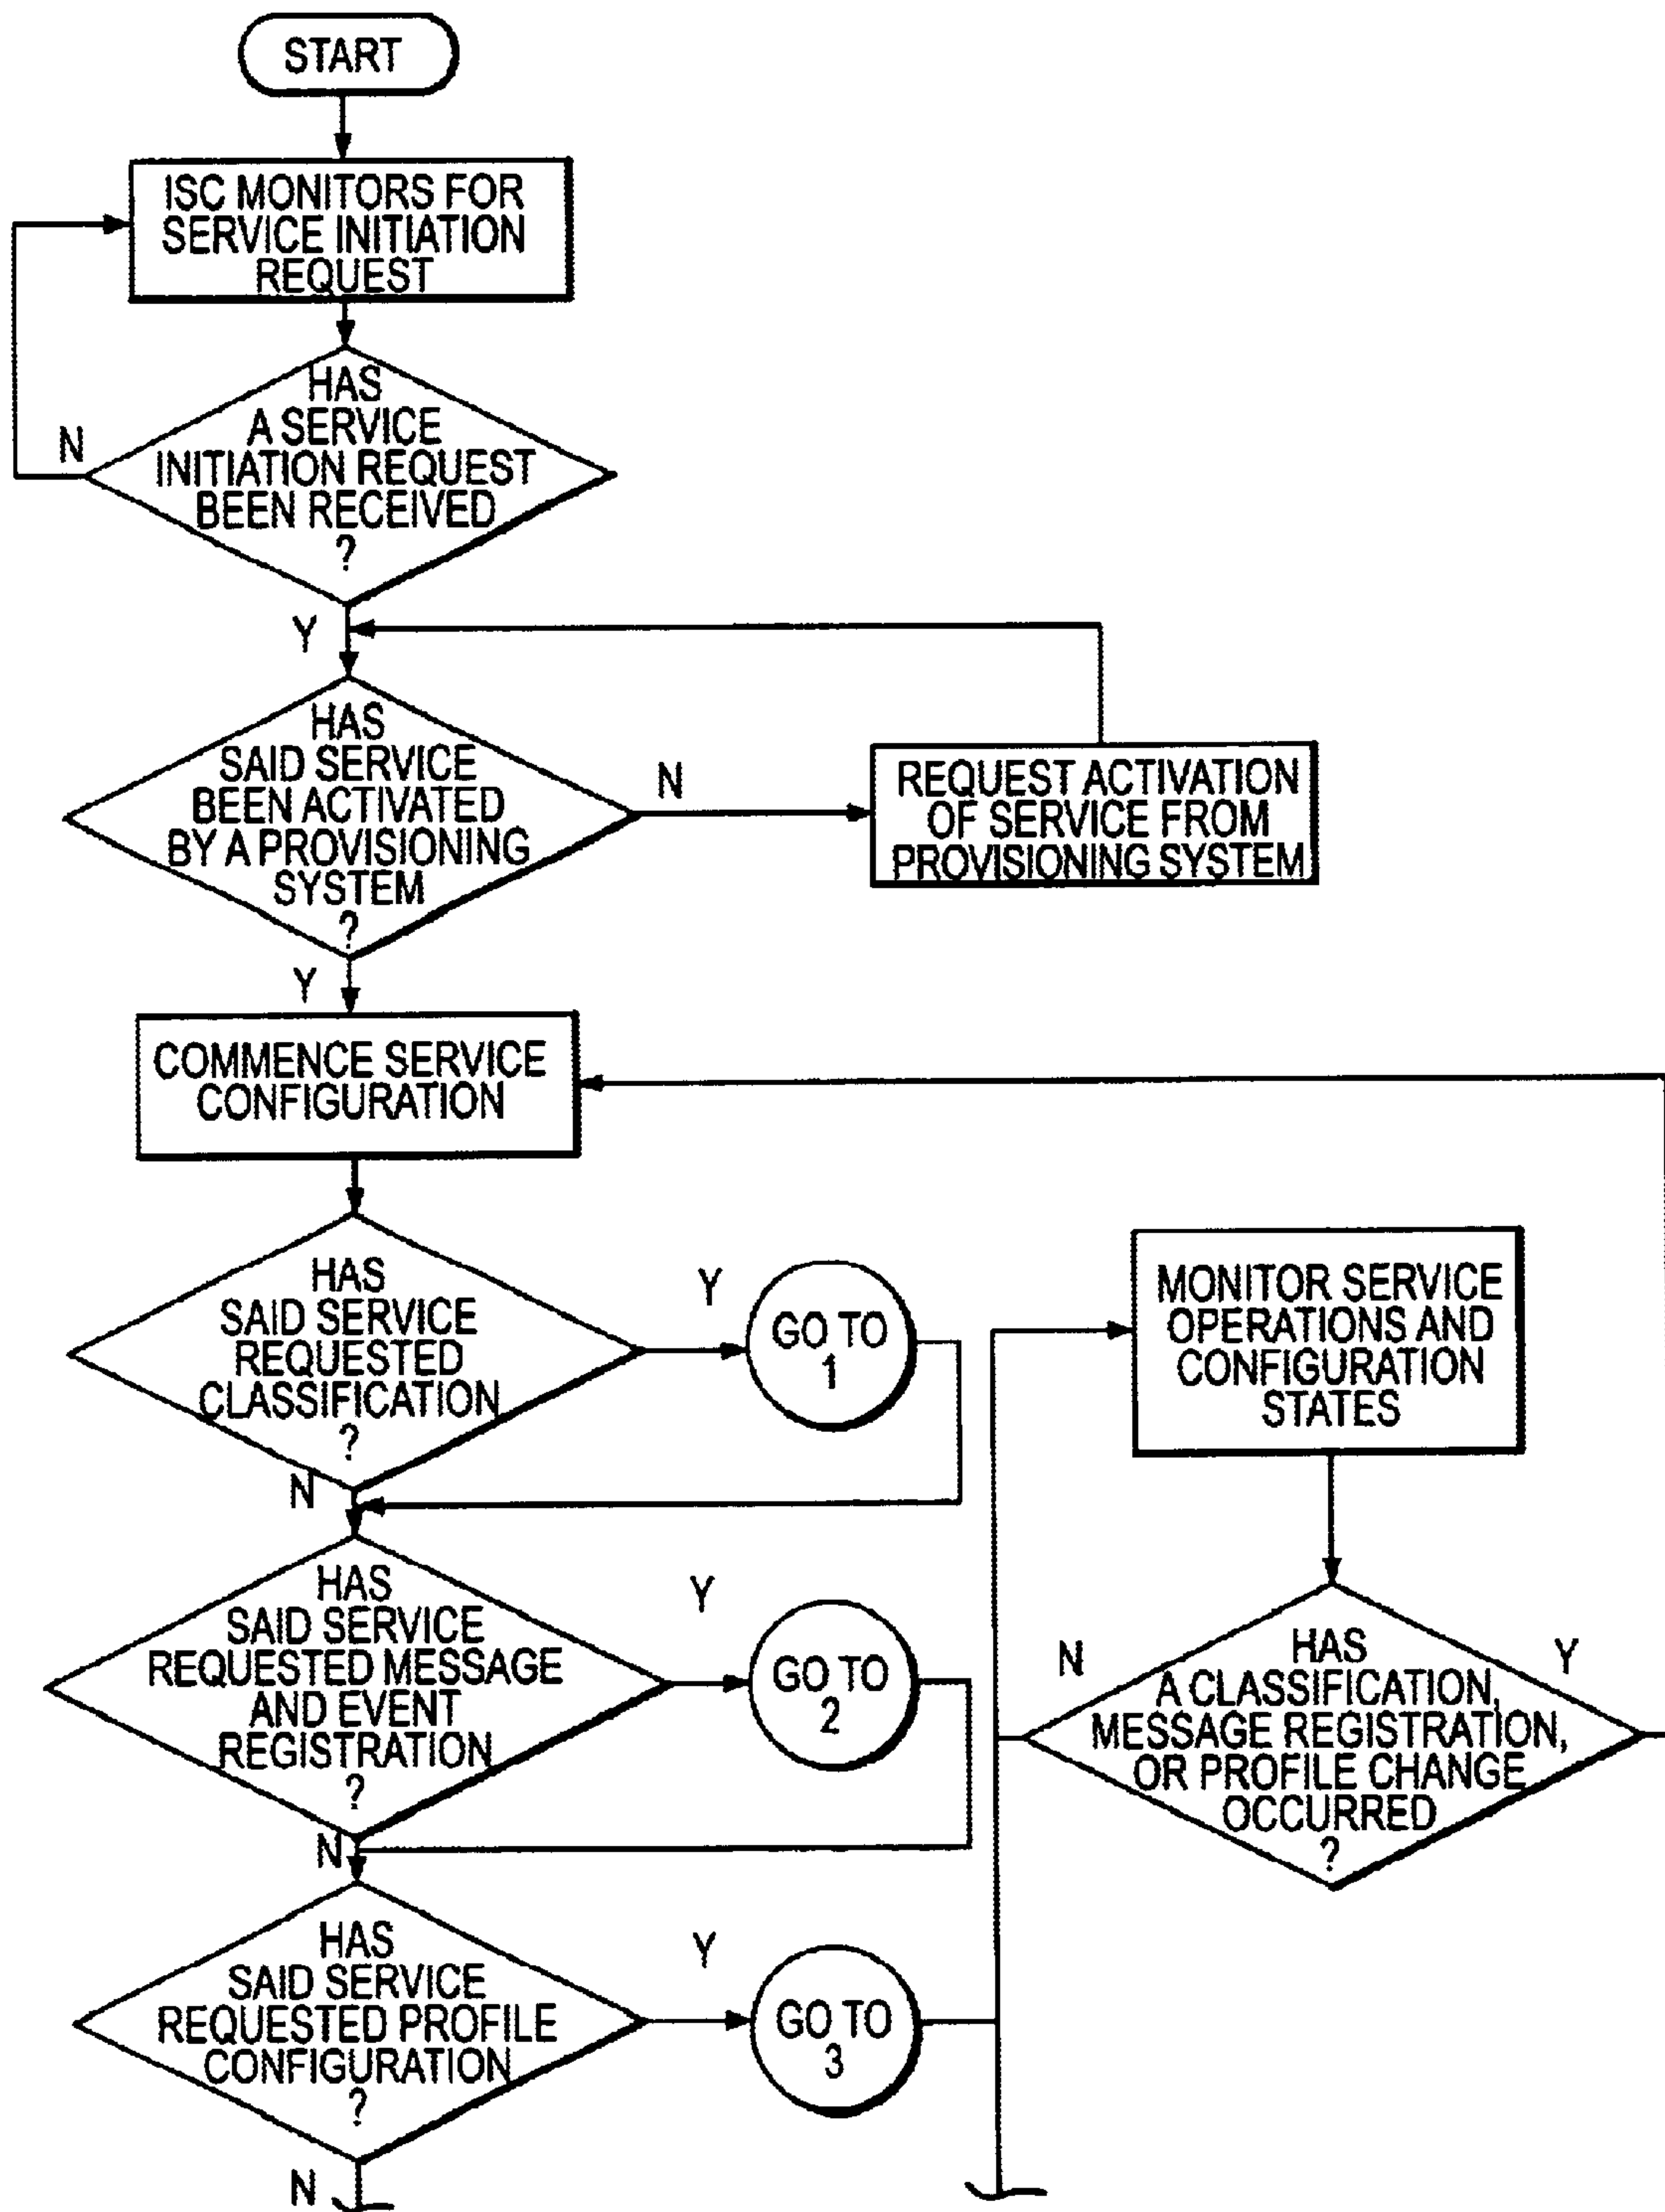 START
ISC MONITORS FOR
SERVICE INITIATION
REQUEST
HAS
A SERVICE
INITIATION REQUEST
BEEN RECEIVED
?
N
Y
HAS
SAID SERVICE
BEEN ACTIVATED
BY A PROVISIONING
SYSTEM
?
N
REQUEST ACTIVATION
OF SERVICE FROM
PROVISIONING SYSTEM
Y
COMMENCE SERVICE
CONFIGURATION
HAS
SAID SERVICE
REQUESTED
CLASSIFICATION
?
Y
GO TO
1
N
HAS
SAID SERVICE
REQUESTED MESSAGE
AND EVENT
REGISTRATION
?
Y
GO TO
2
N
HAS
SAID SERVICE
REQUESTED PROFILE
CONFIGURATION
?
Y
GO TO
3
N
MONITOR SERVICE
OPERATIONS AND
CONFIGURATION
STATES
HAS
A CLASSIFICATION,
MESSAGE REGISTRATION,
OR PROFILE CHANGE
OCCURRED
?
N
Y